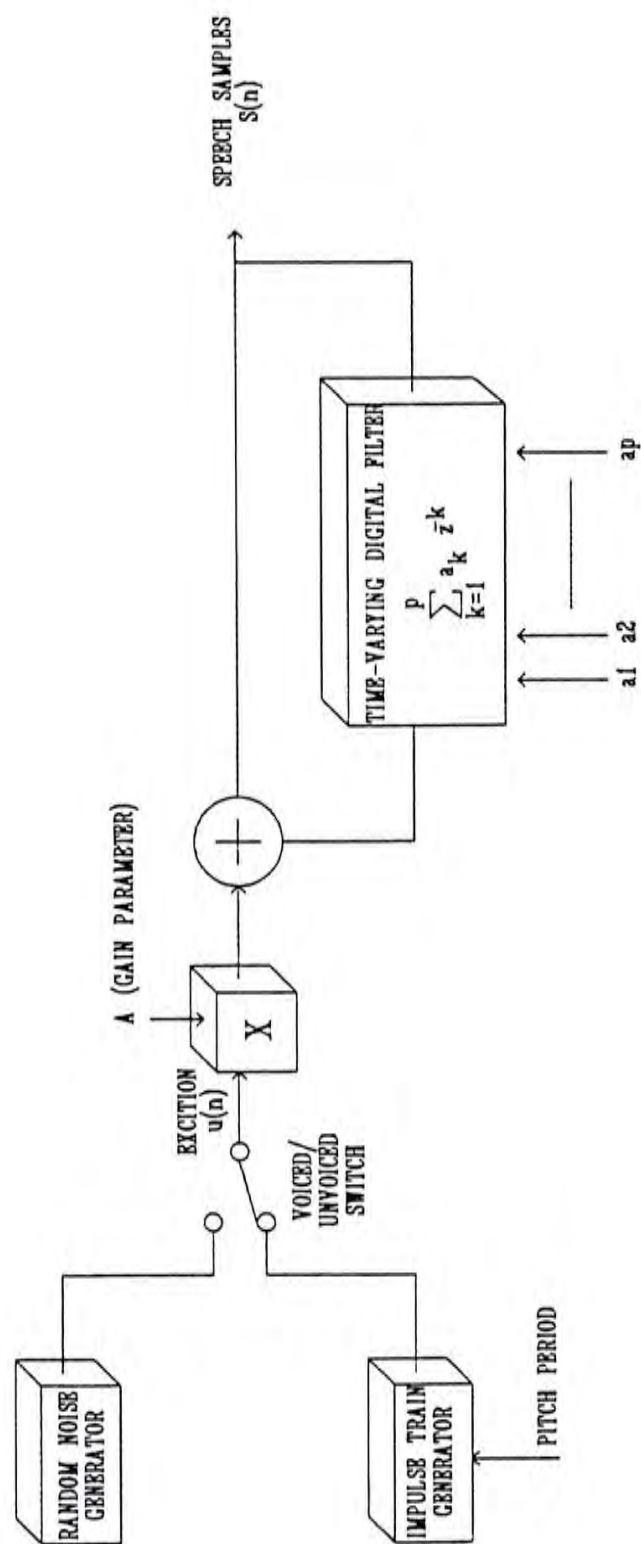 RANDOM NOISE
GENERATOR
IMPULSE TRAIN
GENERATOR
PITCH PERIOD
VOICED/
UNVOICED
SWITCH
EXCITION
u(n)
A (GAIN PARAMETER)
X
+
TIME-VARYING DIGITAL FILTER
p
∑ a_k z^-k
k=1
a1 a2 ap
SPEECH SAMPLES
S(n)